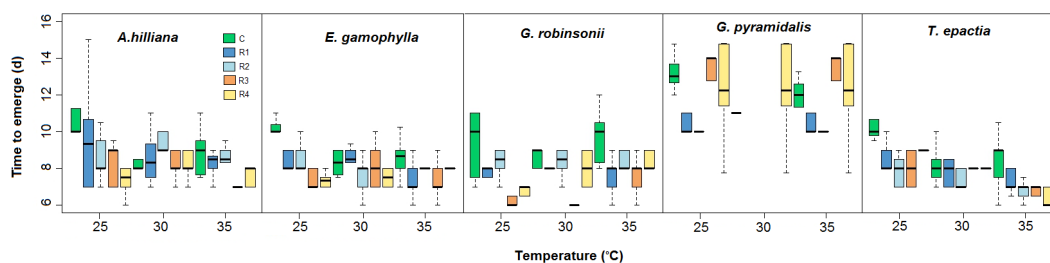 16
14
12
10
8
6
Time to emerge (d)
A.hilliana
E. gamophylla
G. robinsonii
G. pyramidalis
T. epactia
C
R1
R2
R3
R4
25 30 35 25 30 35 25 30 35 25 30 35 25 30 35
Temperature (°C)